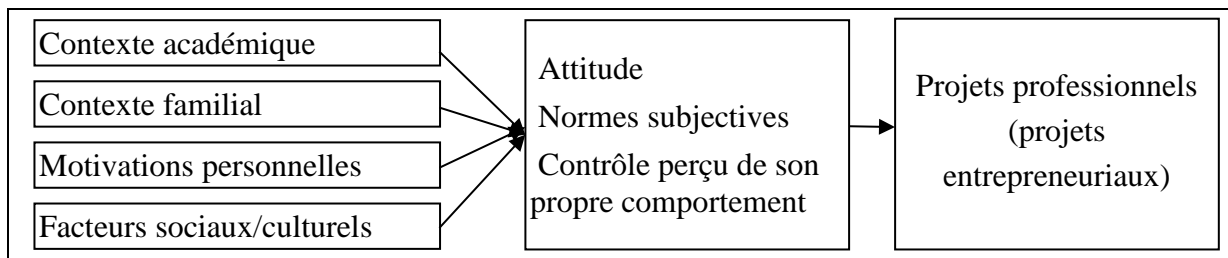 Contexte académique
Contexte familial
Motivations personnelles
Facteurs sociaux/culturels
Attitude
Normes subjectives
Contrôle perçu de son
propre comportement
Projets professionnels
(projets
entrepreneuriaux)